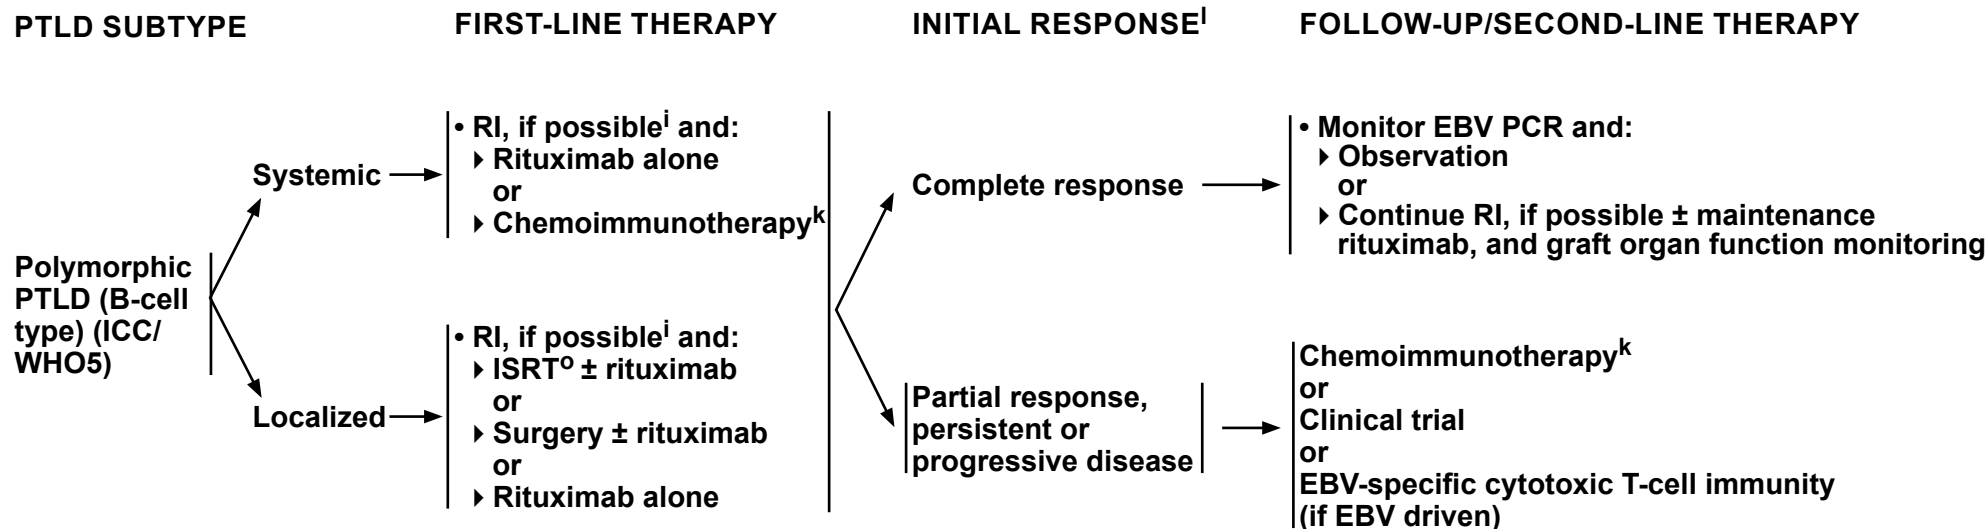 PTLD SUBTYPE
FIRST-LINE THERAPY
INITIAL RESPONSEˡ
FOLLOW-UP/SECOND-LINE THERAPY
Polymorphic
PTLD (B-cell
type) (ICC/
WHO5)
Systemic
• RI, if possibleⁱ and:
▸ Rituximab alone
or
▸ Chemoimmunotherapyᵏ
Localized
• RI, if possibleⁱ and:
▸ ISRTᵒ ± rituximab
or
▸ Surgery ± rituximab
or
▸ Rituximab alone
Complete response
• Monitor EBV PCR and:
▸ Observation
or
▸ Continue RI, if possible ± maintenance
rituximab, and graft organ function monitoring
Partial response,
persistent or
progressive disease
Chemoimmunotherapyᵏ
or
Clinical trial
or
EBV-specific cytotoxic T-cell immunity
(if EBV driven)